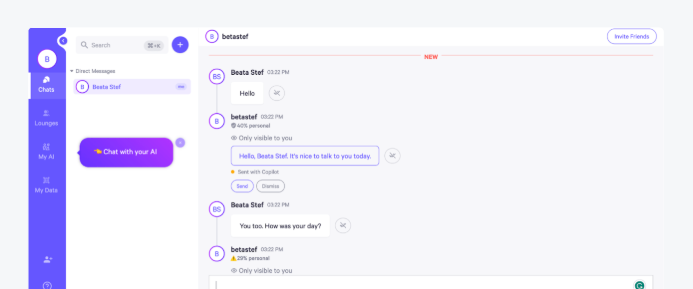 B
Chats
Lounges
My AI
My Data
Search
⌘+K
+
Direct Messages
B Beata Stef
👈 Chat with your AI
B betastef
Invite Friends
NEW
BS Beata Stef 03:22 PM
Hello
B betastef 03:22 PM
40% personal
Only visible to you
Hello, Beata Stef. It's nice to talk to you today.
Sent with Copilot
Send Dismiss
BS Beata Stef 03:22 PM
You too. How was your day?
B betastef 03:22 PM
29% personal
Only visible to you
G